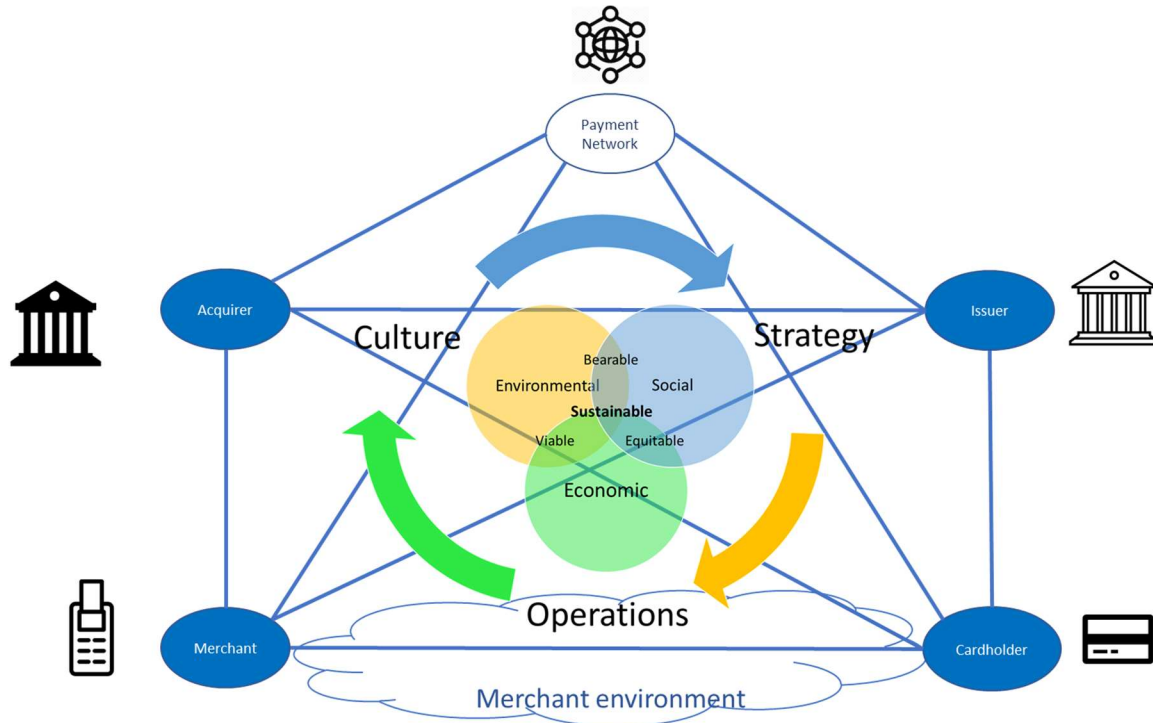 Payment
Network
Acquirer
Issuer
Culture
Strategy
Bearable
Environmental
Social
Sustainable
Viable
Equitable
Economic
Operations
Merchant
Cardholder
Merchant environment